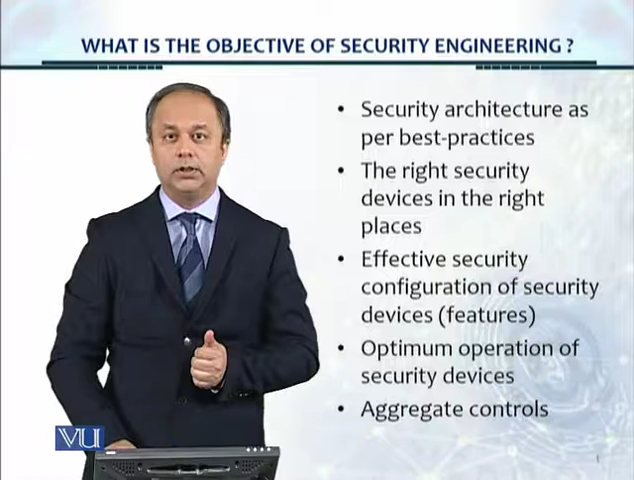 WHAT IS THE OBJECTIVE OF SECURITY ENGINEERING ?
• Security architecture as
per best-practices
• The right security
devices in the right
places
• Effective security
configuration of security
devices (features)
• Optimum operation of
security devices
• Aggregate controls
VU
1